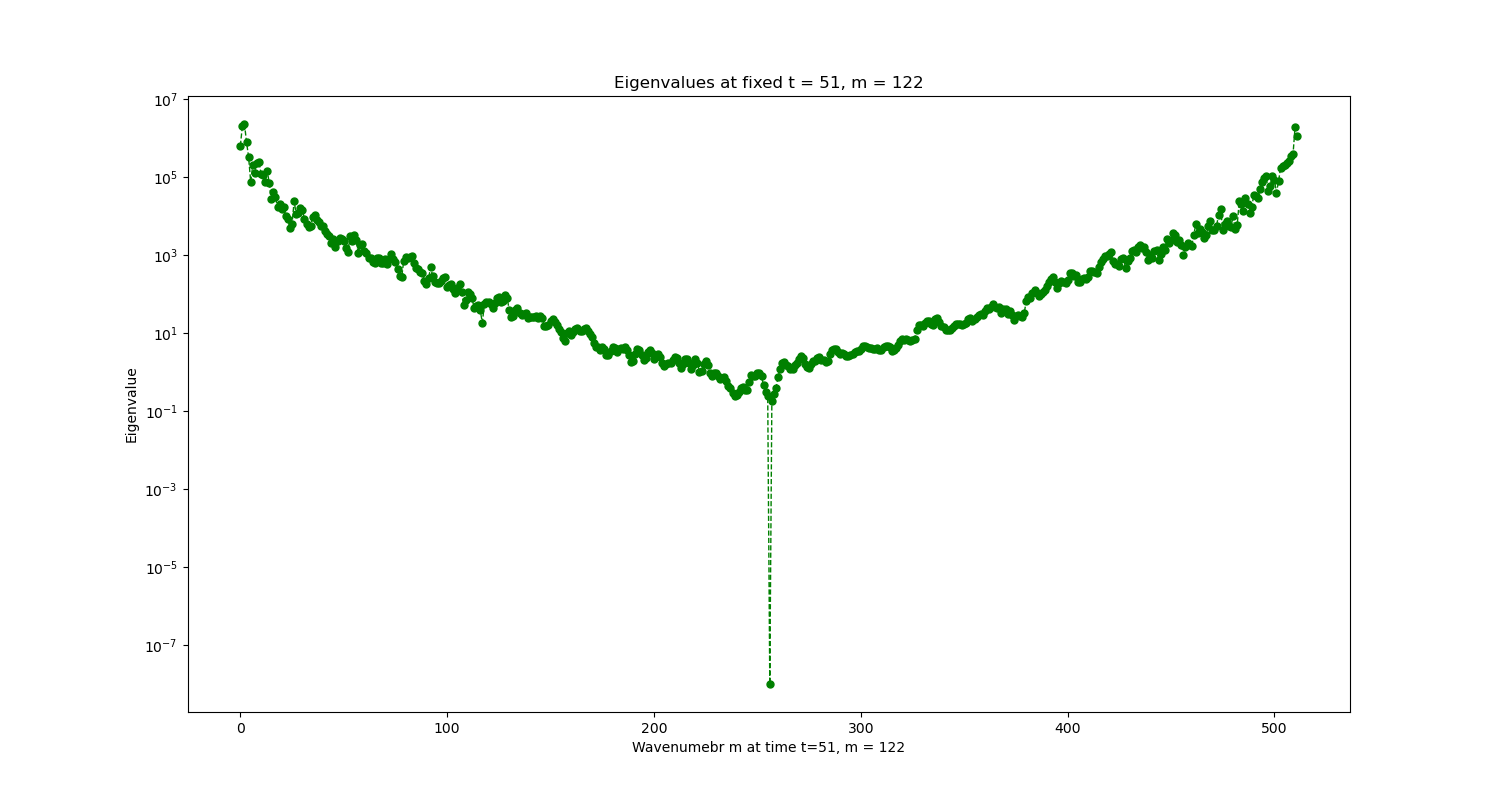 Eigenvalues at fixed t = 51, m = 122
10⁷
10⁵
10³
10¹
10⁻¹
10⁻³
10⁻⁵
10⁻⁷
Eigenvalue
0 100 200 300 400 500
Wavenumebr m at time t=51, m = 122